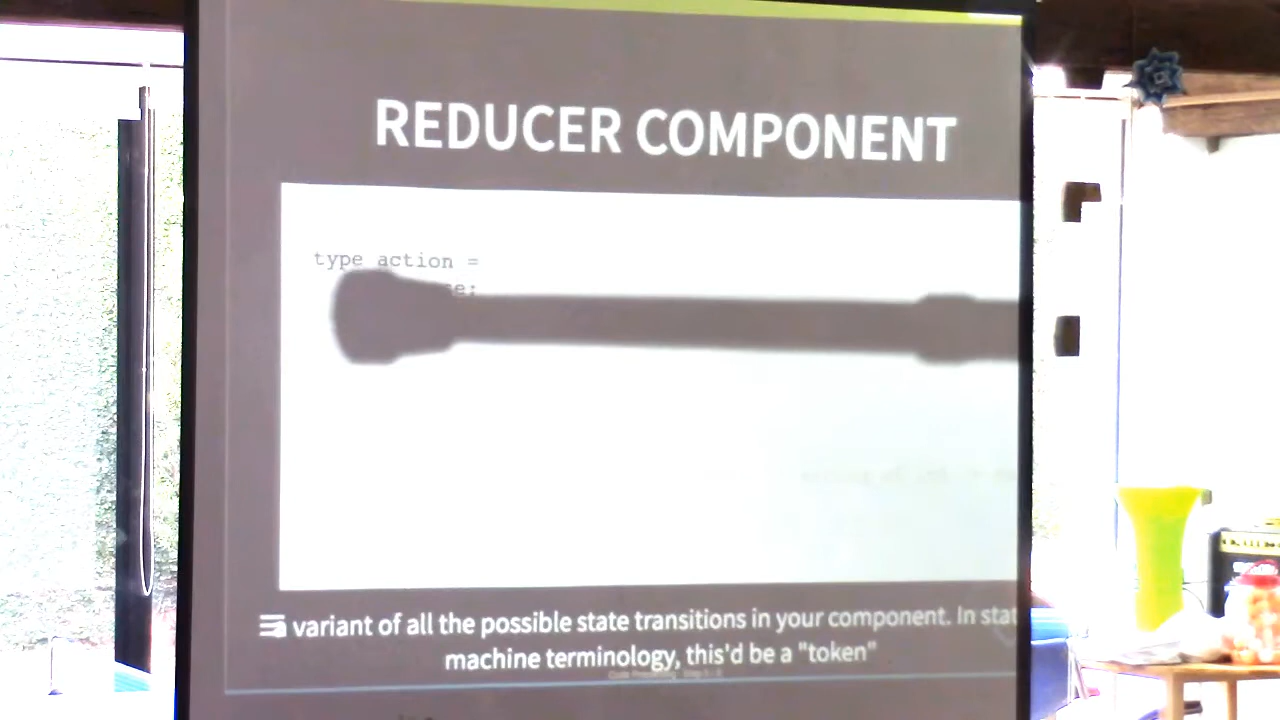 REDUCER COMPONENT
type action =
variant of all the possible state transitions in your component. In stat
machine terminology, this'd be a "token"